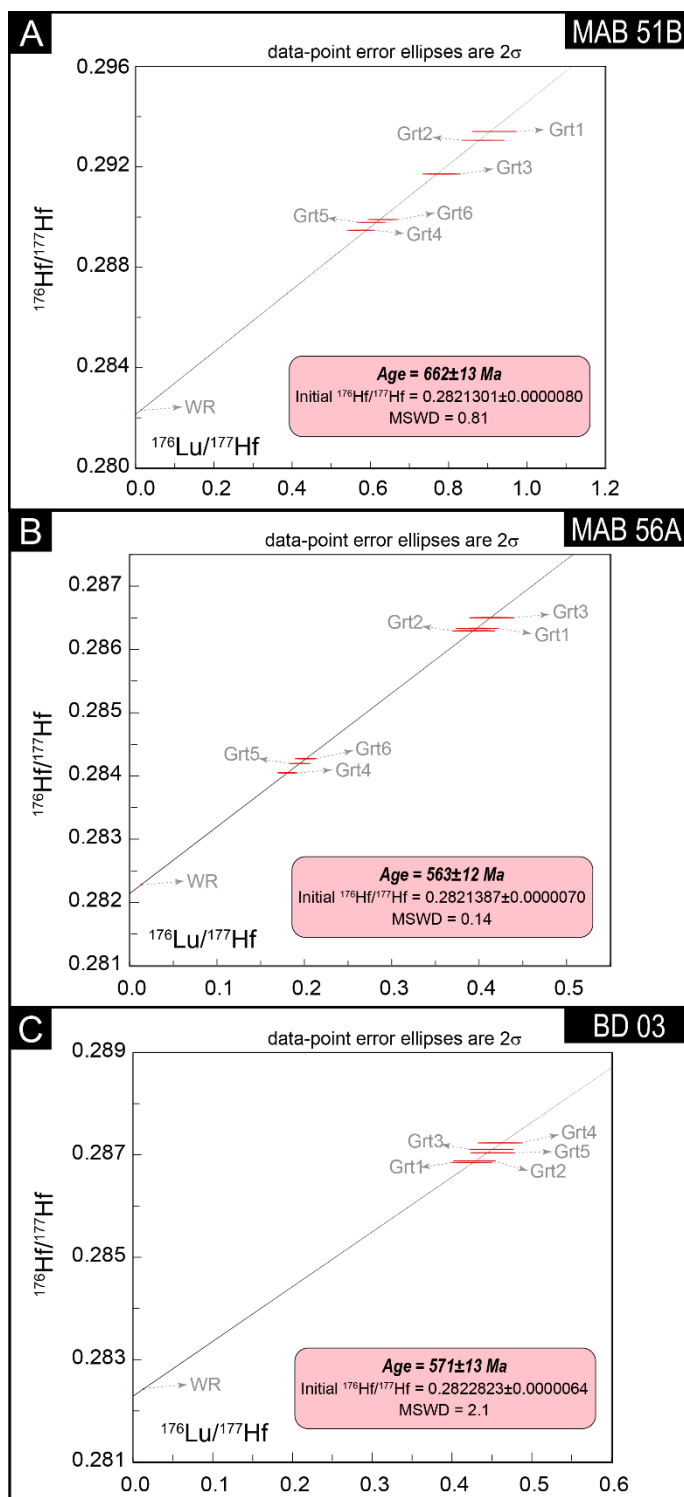 A
MAB 51B
data-point error ellipses are 2σ
0.296
0.292
0.288
0.284
0.280
¹⁷⁶Hf/¹⁷⁷Hf
Grt2
Grt1
Grt3
Grt5
Grt6
Grt4
WR
Age = 662±13 Ma
Initial ¹⁷⁶Hf/¹⁷⁷Hf = 0.2821301±0.0000080
MSWD = 0.81
¹⁷⁶Lu/¹⁷⁷Hf
0.0 0.2 0.4 0.6 0.8 1.0 1.2
B
MAB 56A
data-point error ellipses are 2σ
0.287
0.286
0.285
0.284
0.283
0.282
0.281
¹⁷⁶Hf/¹⁷⁷Hf
Grt3
Grt2
Grt1
Grt5
Grt6
Grt4
WR
Age = 563±12 Ma
Initial ¹⁷⁶Hf/¹⁷⁷Hf = 0.2821387±0.0000070
MSWD = 0.14
¹⁷⁶Lu/¹⁷⁷Hf
0.0 0.1 0.2 0.3 0.4 0.5
C
BD 03
data-point error ellipses are 2σ
0.289
0.287
0.285
0.283
0.281
¹⁷⁶Hf/¹⁷⁷Hf
Grt4
Grt3
Grt5
Grt1
Grt2
WR
Age = 571±13 Ma
Initial ¹⁷⁶Hf/¹⁷⁷Hf = 0.2822823±0.0000064
MSWD = 2.1
¹⁷⁶Lu/¹⁷⁷Hf
0.0 0.1 0.2 0.3 0.4 0.5 0.6